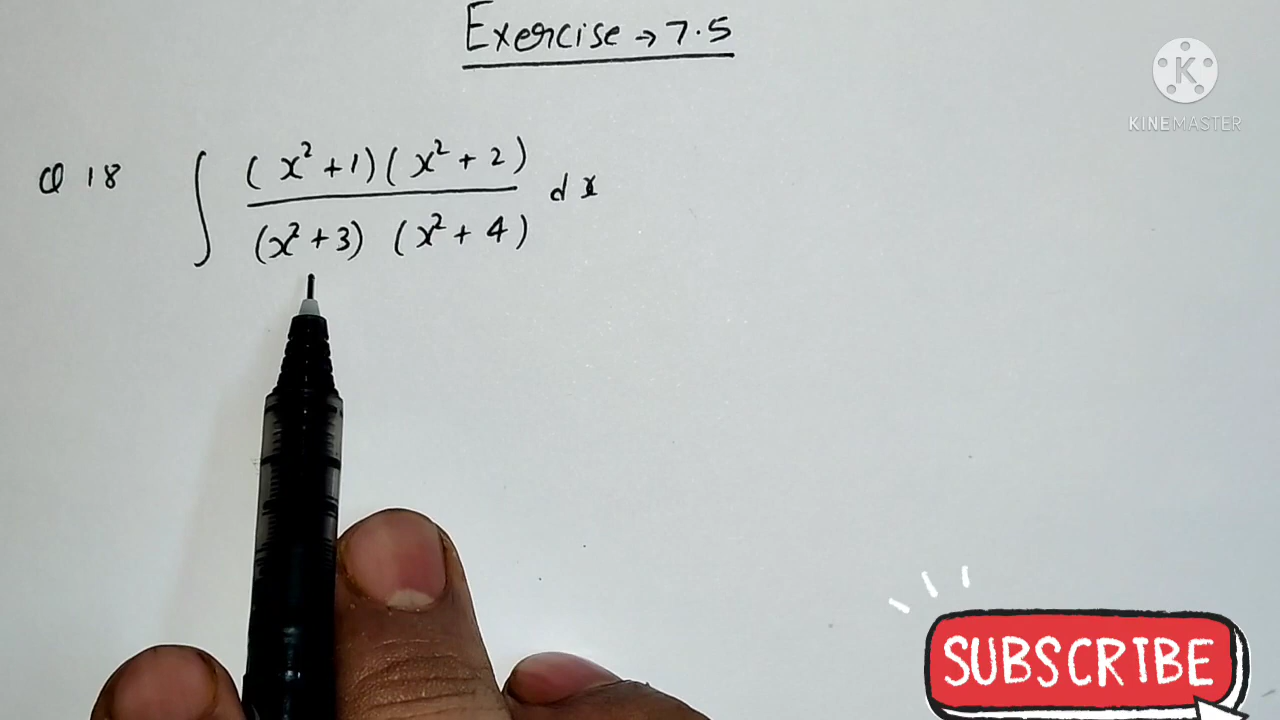 Exercise → 7.5
KINEMASTER
Q 18 ∫ (x²+1)(x²+2) / (x²+3) (x²+4) dx
SUBSCRIBE